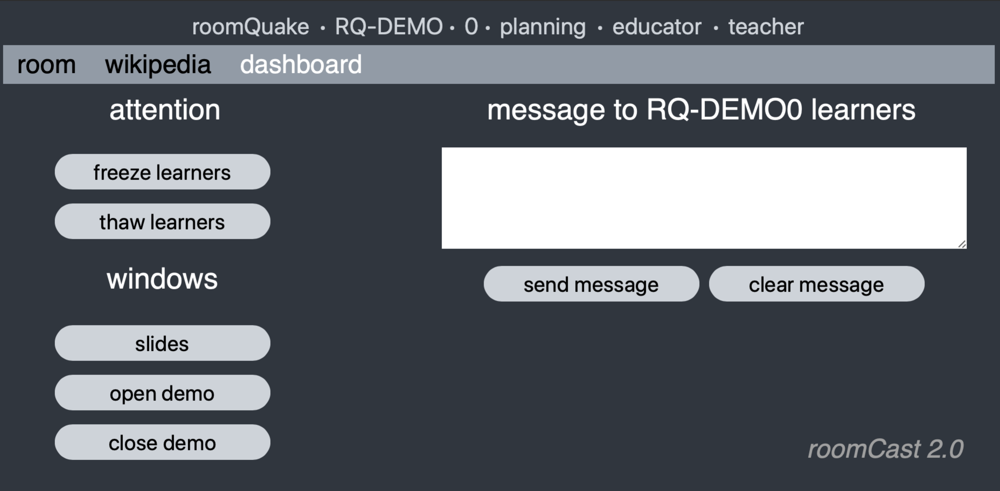 roomQuake · RQ-DEMO · 0 · planning · educator · teacher
room wikipedia dashboard
attention
freeze learners
thaw learners
windows
slides
open demo
close demo
message to RQ-DEMO0 learners
send message clear message
roomCast 2.0